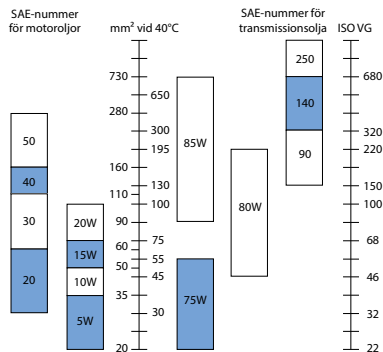 SAE-nummer
för motoroljor
mm² vid 40°C
SAE-nummer för
transmissionsolja
ISO VG
50
40
30
20
20W
15W
10W
5W
730
650
280
300
195
160
130
110
100
90
75
60
55
50
45
35
30
20
85W
75W
80W
250
140
90
680
320
220
150
100
68
46
32
22